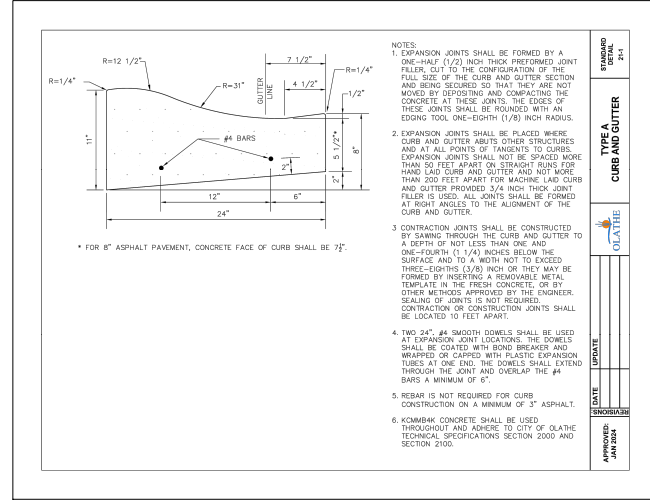 R=12 1/2"
R=1/4"
R=31"
7 1/2"
4 1/2"
R=1/4"
GUTTER
LINE
1/2"
11"
#4 BARS
2"
5 1/2"*
8"
2"
12"
6"
24"
* FOR 8" ASPHALT PAVEMENT, CONCRETE FACE OF CURB SHALL BE 7½".
NOTES:
1. EXPANSION JOINTS SHALL BE FORMED BY A
ONE-HALF (1/2) INCH THICK PREFORMED JOINT
FILLER, CUT TO THE CONFIGURATION OF THE
FULL SIZE OF THE CURB AND GUTTER SECTION
AND BEING SECURED SO THAT THEY ARE NOT
MOVED BY DEPOSITING AND COMPACTING THE
CONCRETE AT THESE JOINTS. THE EDGES OF
THESE JOINTS SHALL BE ROUNDED WITH AN
EDGING TOOL ONE-EIGHTH (1/8) INCH RADIUS.
2. EXPANSION JOINTS SHALL BE PLACED WHERE
CURB AND GUTTER ABUTS OTHER STRUCTURES
AND AT ALL POINTS OF TANGENTS TO CURBS.
EXPANSION JOINTS SHALL NOT BE SPACED MORE
THAN 50 FEET APART ON STRAIGHT RUNS FOR
HAND LAID CURB AND GUTTER AND NOT MORE
THAN 200 FEET APART FOR MACHINE LAID CURB
AND GUTTER PROVIDED 3/4 INCH THICK JOINT
FILLER IS USED. ALL JOINTS SHALL BE FORMED
AT RIGHT ANGLES TO THE ALIGNMENT OF THE
CURB AND GUTTER.
3 CONTRACTION JOINTS SHALL BE CONSTRUCTED
BY SAWING THROUGH THE CURB AND GUTTER TO
A DEPTH OF NOT LESS THAN ONE AND
ONE-FOURTH (1 1/4) INCHES BELOW THE
SURFACE AND TO A WIDTH NOT TO EXCEED
THREE-EIGHTHS (3/8) INCH OR THEY MAY BE
FORMED BY INSERTING A REMOVABLE METAL
TEMPLATE IN THE FRESH CONCRETE, OR BY
OTHER METHODS APPROVED BY THE ENGINEER.
SEALING OF JOINTS IS NOT REQUIRED.
CONTRACTION OR CONSTRUCTION JOINTS SHALL
BE LOCATED 10 FEET APART.
4. TWO 24". #4 SMOOTH DOWELS SHALL BE USED
AT EXPANSION JOINT LOCATIONS. THE DOWELS
SHALL BE COATED WITH BOND BREAKER AND
WRAPPED OR CAPPED WITH PLASTIC EXPANSION
TUBES AT ONE END. THE DOWELS SHALL EXTEND
THROUGH THE JOINT AND OVERLAP THE #4
BARS A MINIMUM OF 6".
5. REBAR IS NOT REQUIRED FOR CURB
CONSTRUCTION ON A MINIMUM OF 3" ASPHALT.
6. KCMMB4K CONCRETE SHALL BE USED
THROUGHOUT AND ADHERE TO CITY OF OLATHE
TECHNICAL SPECIFICATIONS SECTION 2000 AND
SECTION 2100.
STANDARD
DETAIL
21-1
TYPE A
CURB AND GUTTER
OLATHE
DATE
UPDATE
REVISIONS:
APPROVED:
JAN 2024